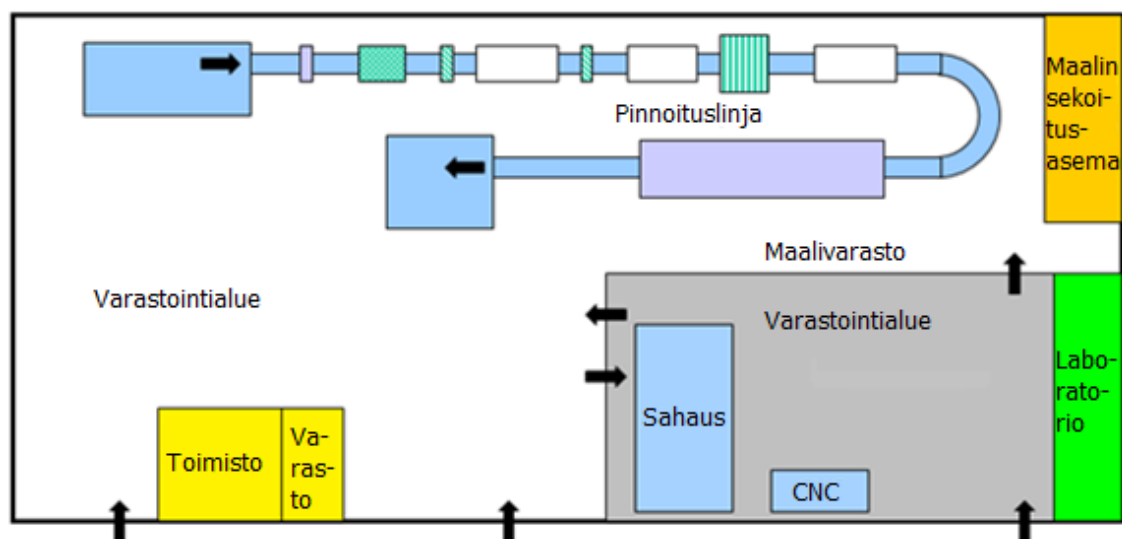 Maalin
sekoi-
tus-
asema
Pinnoituslinja
Maalivarasto
Varastointialue
Varastointialue
Labo-
rato-
rio
Sahaus
CNC
Toimisto
Va-
ras-
to